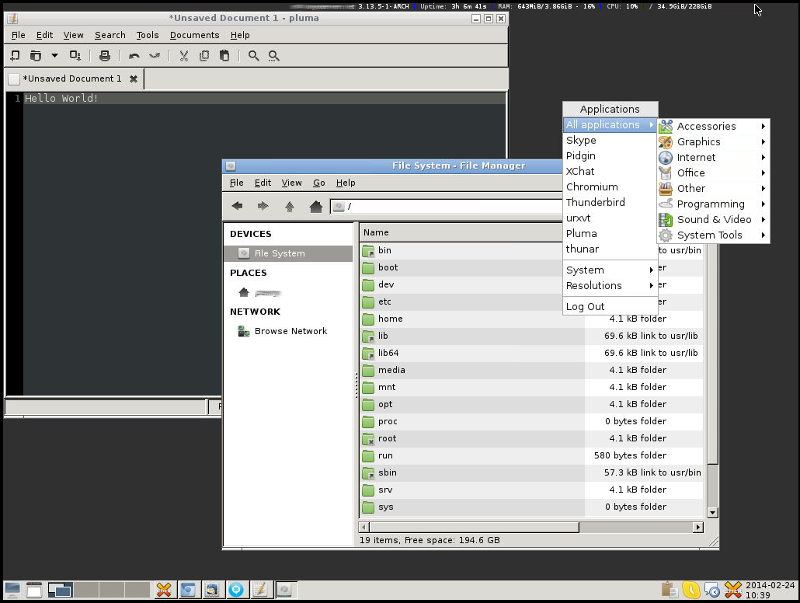 3.13.5-1-ARCH | Uptime: 3h 6m 41s | RAM: 643MiB/3.86GiB - 16% | CPU: 10% / 34.9GiB/228GiB
*Unsaved Document 1 - pluma
File Edit View Search Tools Documents Help
*Unsaved Document 1
1 Hello World!
File System - File Manager
File Edit View Go Help
/
DEVICES
File System
PLACES
NETWORK
Browse Network
Name
bin to usr/bin
boot
dev
etc
home 4.1 kB folder
lib 69.6 kB link to usr/lib
lib64 69.6 kB link to usr/lib
media 4.1 kB folder
mnt 4.1 kB folder
opt 4.1 kB folder
proc 0 bytes folder
root 4.1 kB folder
run 580 bytes folder
sbin 57.3 kB link to usr/bin
srv 4.1 kB folder
sys 0 bytes folder
19 items, Free space: 194.6 GB
Applications
All applications
Skype
Pidgin
XChat
Chromium
Thunderbird
urxvt
Pluma
thunar
System
Resolutions
Log Out
Accessories
Graphics
Internet
Office
Other
Programming
Sound & Video
System Tools
2014-02-24
10:39